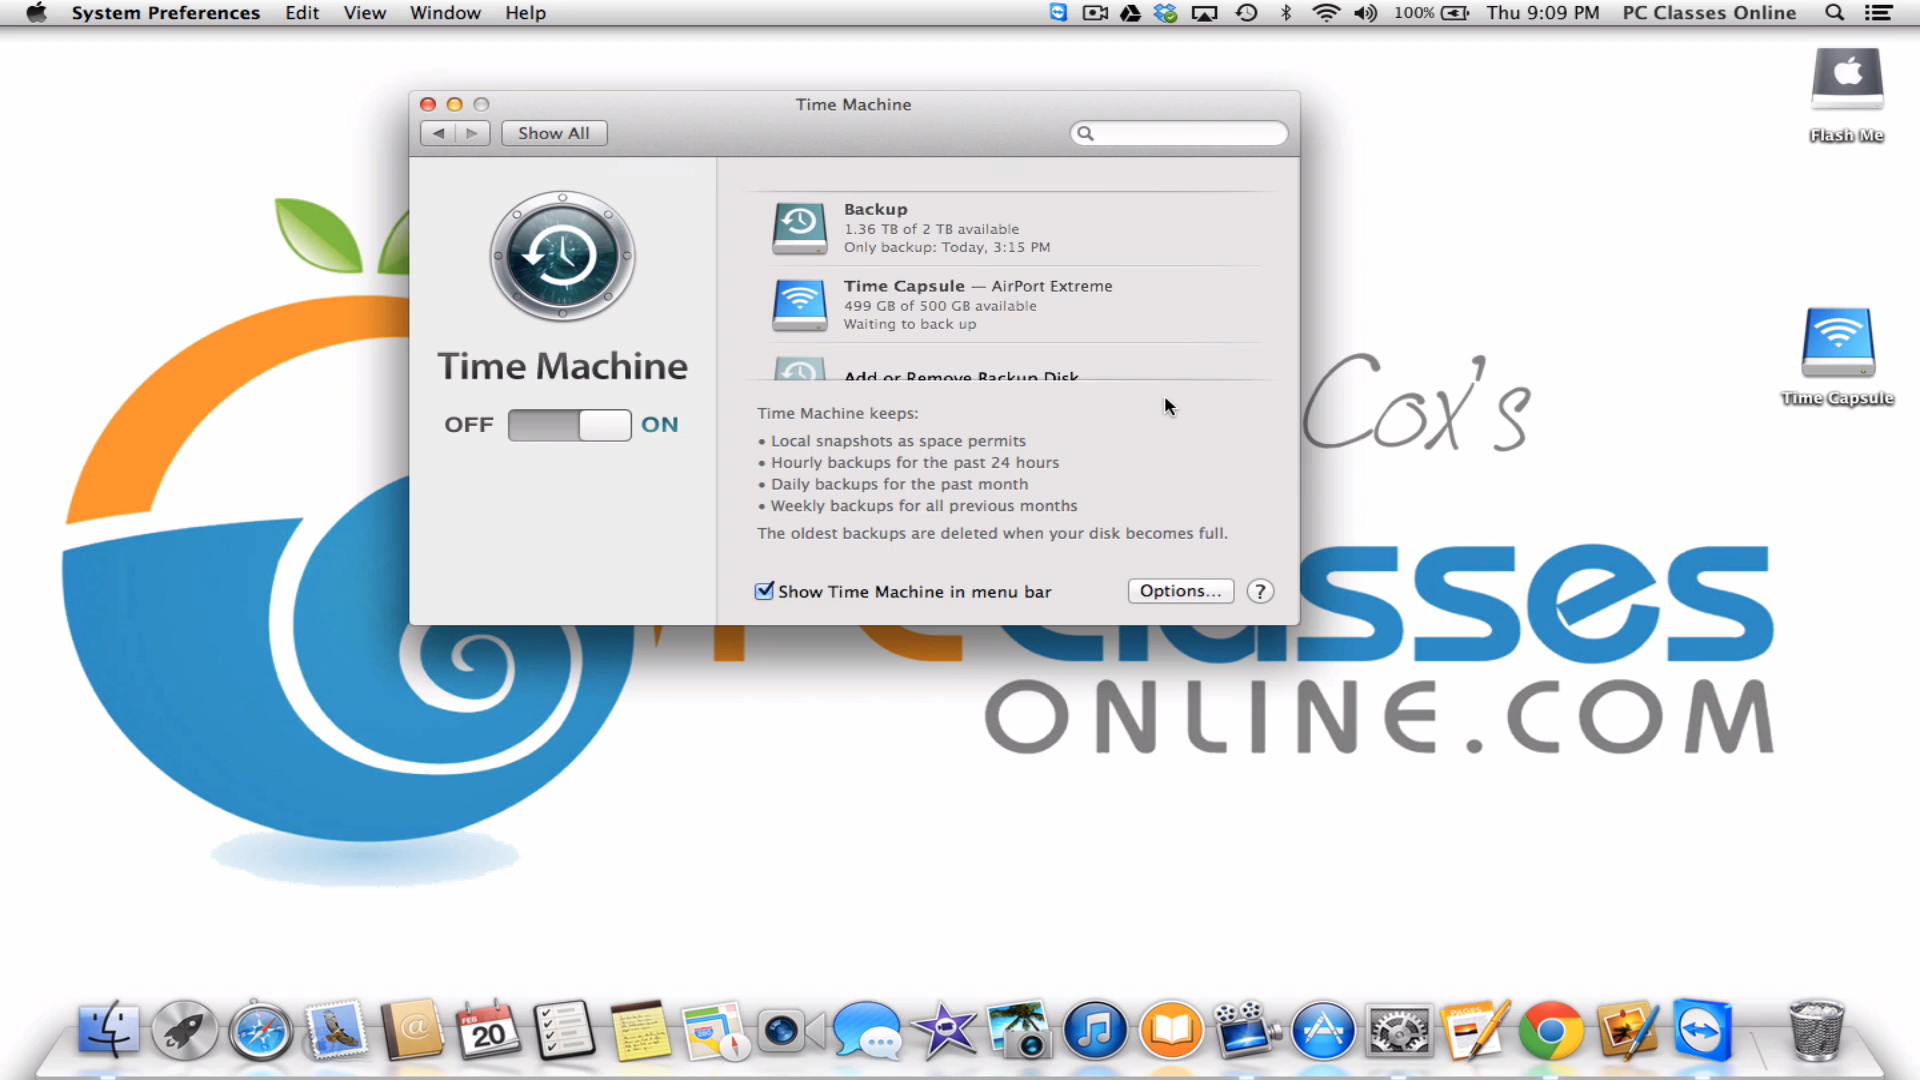 System Preferences Edit View Window Help 100% Thu 9:09 PM PC Classes Online
Time Machine
Show All
Flash Me
Time Capsule
Backup
1.36 TB of 2 TB available
Only backup: Today, 3:15 PM
Time Capsule — AirPort Extreme
499 GB of 500 GB available
Waiting to back up
Add or Remove Backup Disk
Time Machine
OFF ON
Time Machine keeps:
• Local snapshots as space permits
• Hourly backups for the past 24 hours
• Daily backups for the past month
• Weekly backups for all previous months
The oldest backups are deleted when your disk becomes full.
Show Time Machine in menu bar
Options...
?
Cox's
Classes
ONLINE.COM
FEB
20
PAGES